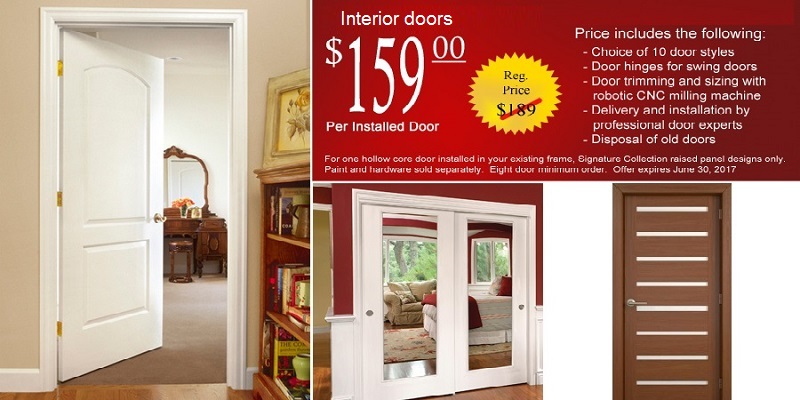 Interior doors
$159.00
Per Installed Door
Reg.
Price
$189
Price includes the following:
- Choice of 10 door styles
- Door hinges for swing doors
- Door trimming and sizing with
robotic CNC milling machine
- Delivery and installation by
professional door experts
- Disposal of old doors
For one hollow core door installed in your existing frame, Signature Collection raised panel designs only.
Paint and hardware sold separately. Eight door minimum order. Offer expires June 30, 2017